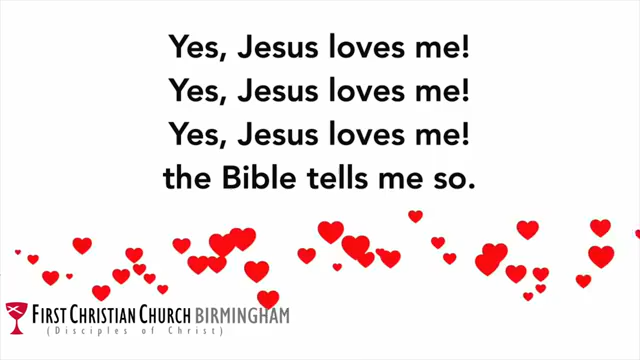 Yes, Jesus loves me!
Yes, Jesus loves me!
Yes, Jesus loves me!
the Bible tells me so.
FIRST CHRISTIAN CHURCH BIRMINGHAM
(Disciples of Christ)